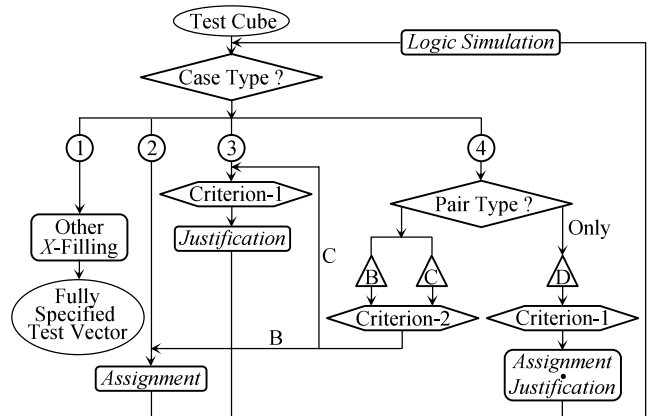 Test Cube
Logic Simulation
Case Type ?
1
2
3
4
Criterion-1
Pair Type ?
Other
X-Filling
Justification
Only
C
B
C
D
Fully
Specified
Test Vector
Criterion-2
Criterion-1
B
Assignment
Assignment
•
Justification